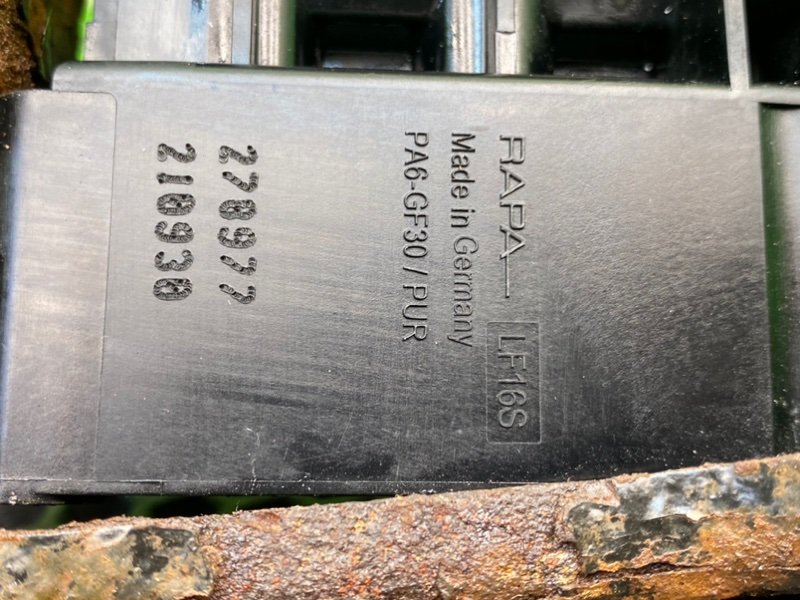 RAPA LF16S
Made in Germany
PA6-GF30 / PUR
278977
210930